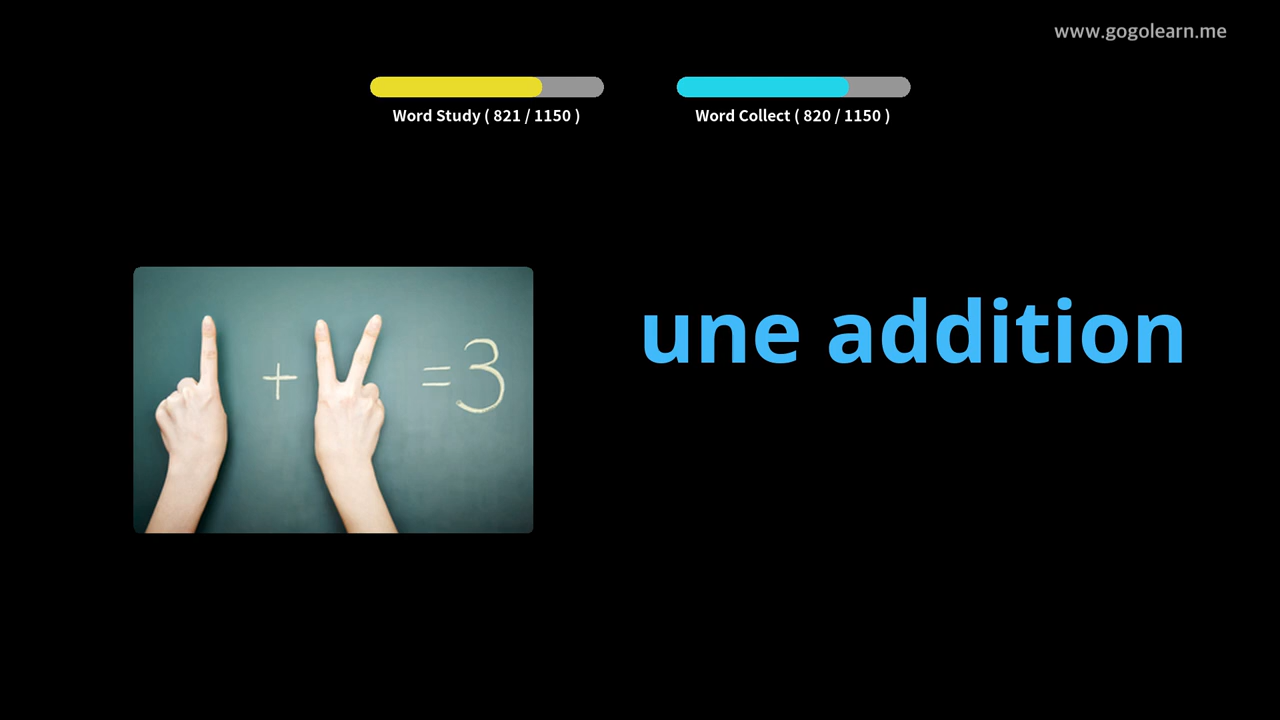 www.gogolearn.me
Word Study ( 821 / 1150 )
Word Collect ( 820 / 1150 )
une addition
+ = 3